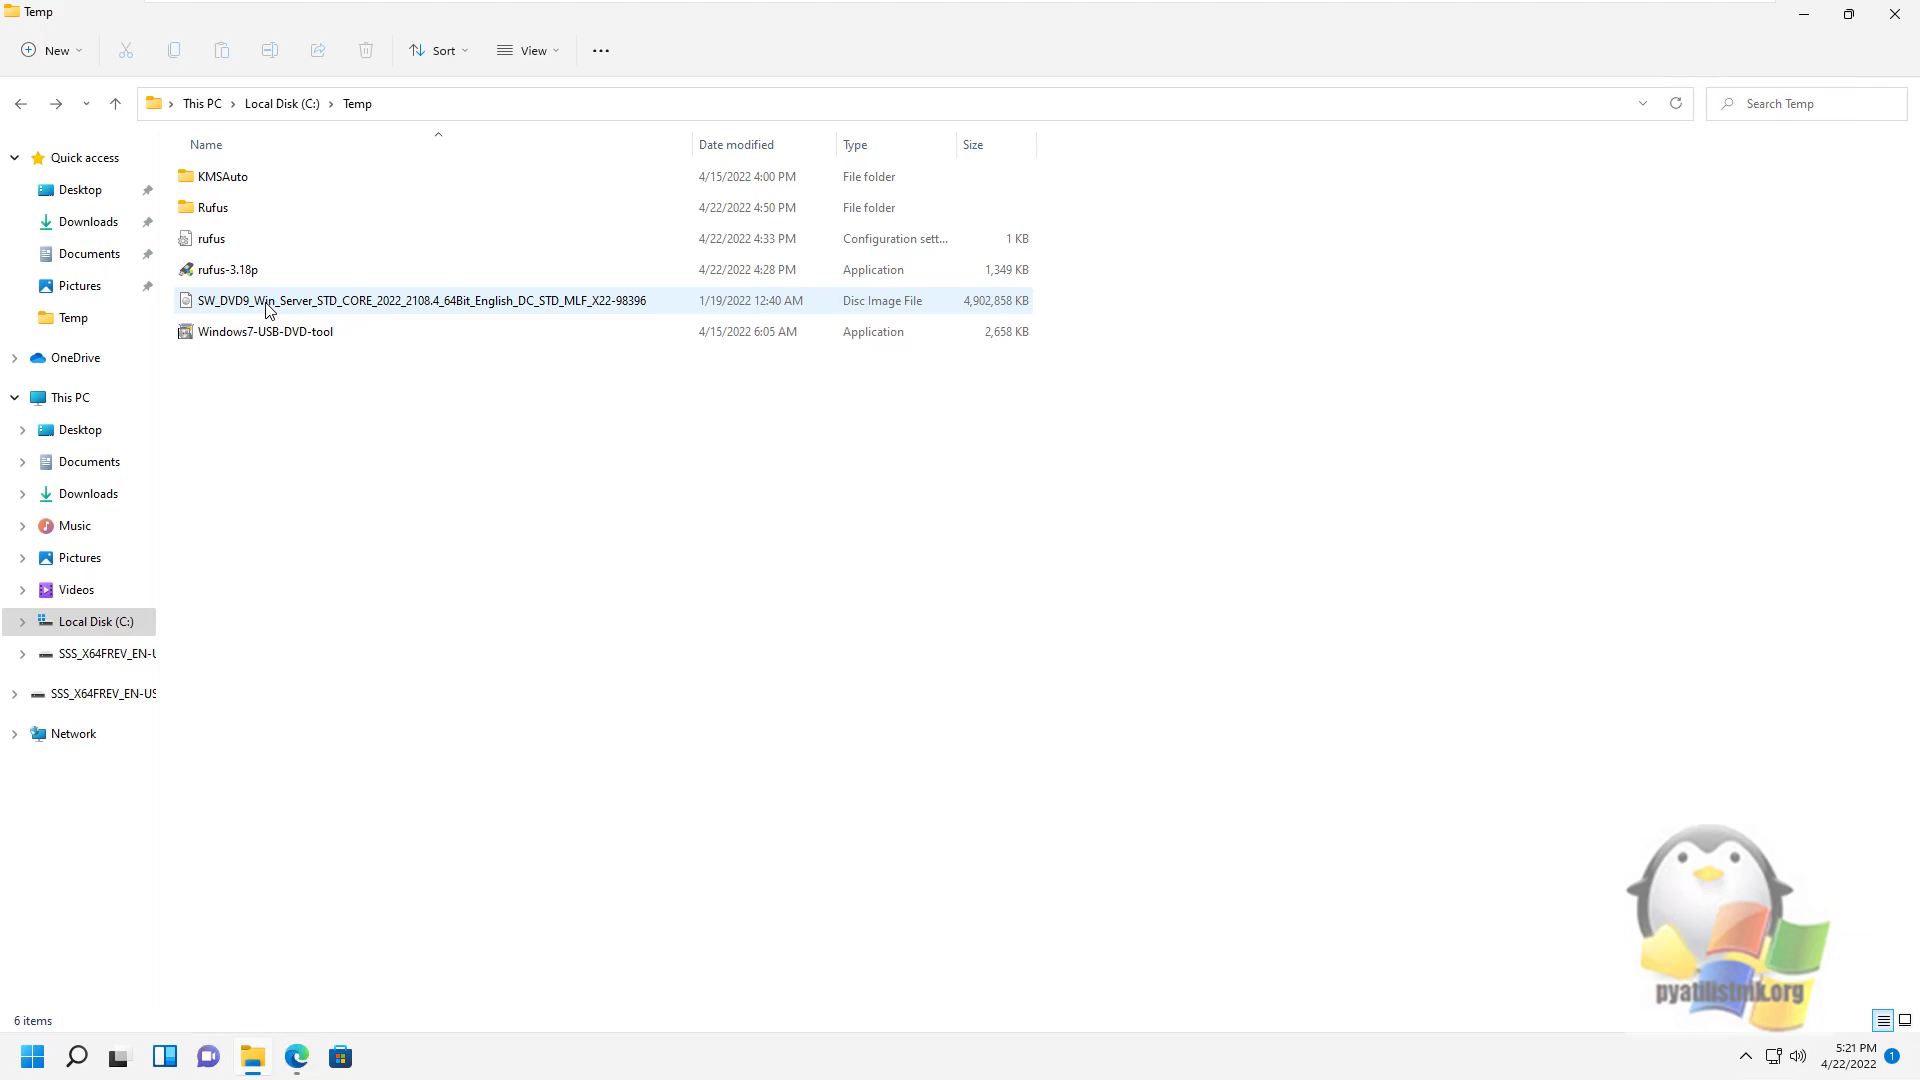 Temp
New
Sort
View
This PC
Local Disk (C:)
Temp
Search Temp
Name
Date modified
Type
Size
Quick access
Desktop
Downloads
Documents
Pictures
Temp
OneDrive
This PC
Desktop
Documents
Downloads
Music
Pictures
Videos
Local Disk (C:)
SSS_X64FREV_EN-U
SSS_X64FREV_EN-US
Network
KMSAuto 4/15/2022 4:00 PM File folder
Rufus 4/22/2022 4:50 PM File folder
rufus 4/22/2022 4:33 PM Configuration sett... 1 KB
rufus-3.18p 4/22/2022 4:28 PM Application 1,349 KB
SW_DVD9_Win_Server_STD_CORE_2022_2108.4_64Bit_English_DC_STD_MLF_X22-98396 1/19/2022 12:40 AM Disc Image File 4,902,858 KB
Windows7-USB-DVD-tool 4/15/2022 6:05 AM Application 2,658 KB
pyatilistnik.org
6 items
5:21 PM
4/22/2022
1